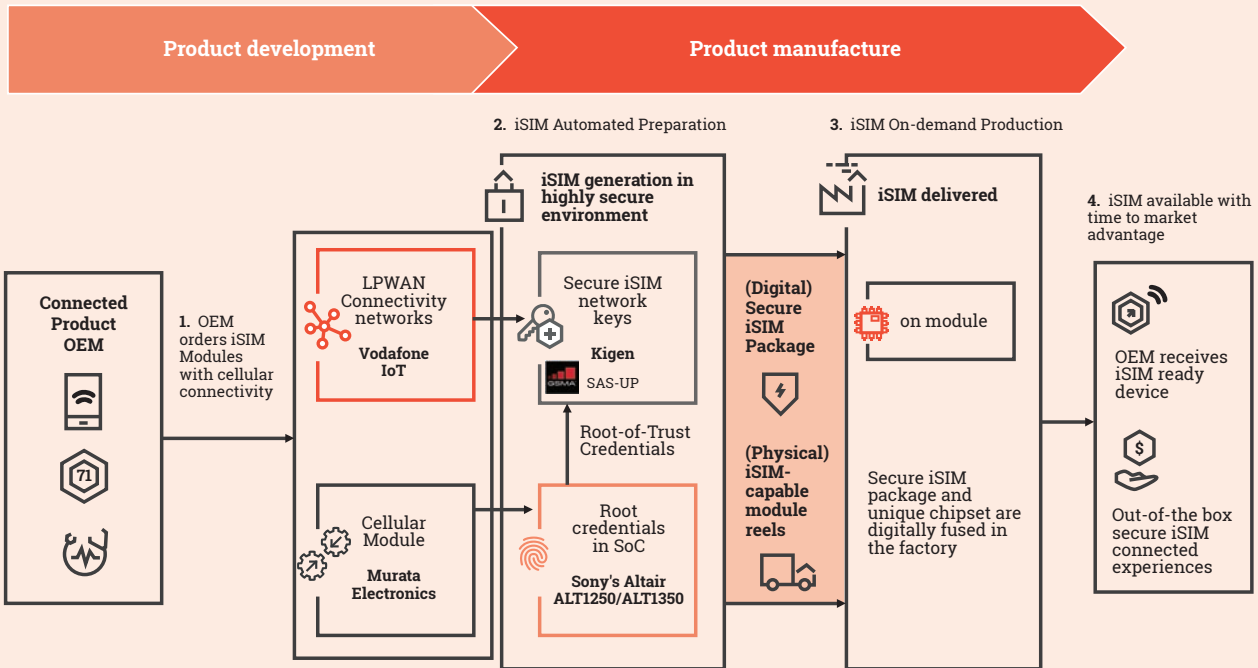 Product development
Product manufacture
2. iSIM Automated Preparation
3. iSIM On-demand Production
4. iSIM available with
time to market
advantage
Connected
Product
OEM
71
1. OEM
orders iSIM
Modules
with cellular
connectivity
LPWAN
Connectivity
networks
Vodafone
IoT
Cellular
Module
Murata
Electronics
iSIM generation in
highly secure
environment
Secure iSIM
network
keys
Kigen
GSMA
SAS-UP
Root-of-Trust
Credentials
Root
credentials
in SoC
Sony's Altair
ALT1250/ALT1350
(Digital)
Secure
iSIM
Package
(Physical)
iSIM-
capable
module
reels
iSIM delivered
on module
Secure iSIM
package and
unique chipset are
digitally fused in
the factory
OEM receives
iSIM ready
device
$
Out-of-the box
secure iSIM
connected
experiences